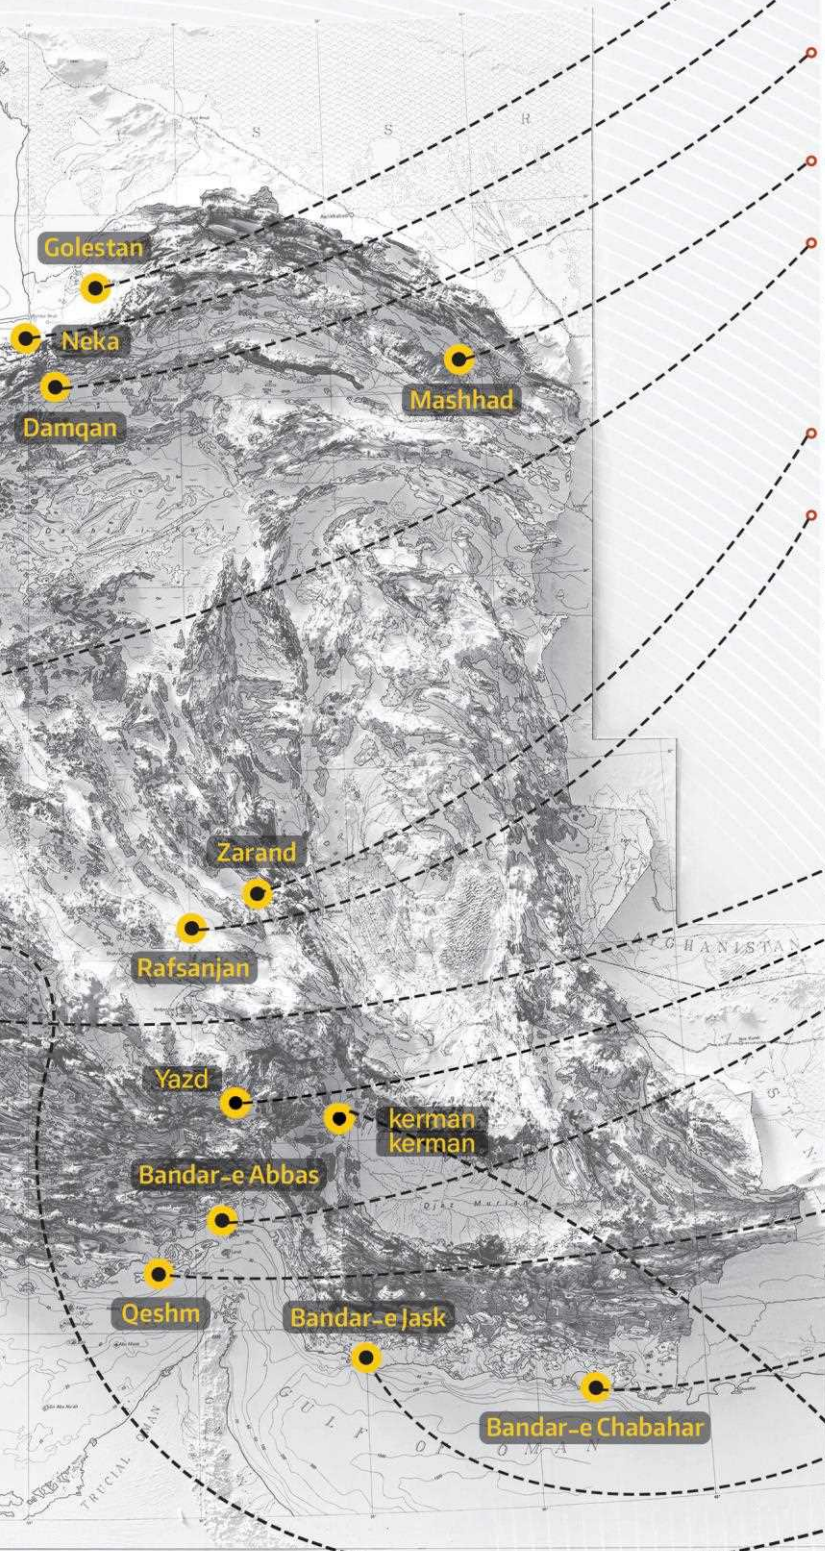 S S R
Golestan
Neka
Mashhad
Damqan
Zarand
Rafsanjan
AFGHANISTAN
Yazd
kerman
kerman
Bandar-e Abbas
Qeshm
Bandar-e Jask
Bandar-e Chabahar
GULF OF OMAN
TRUCIAL OMAN